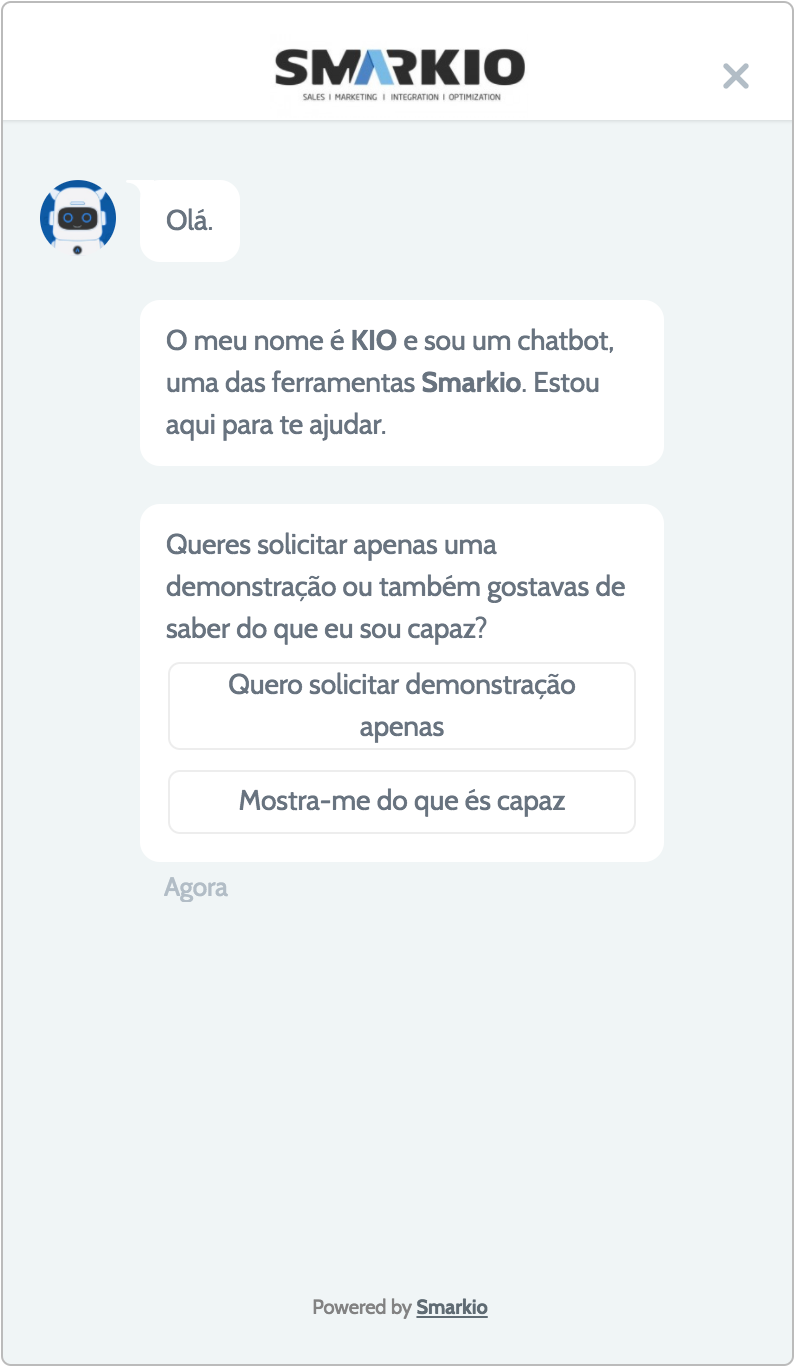 SMARKIO
SALES | MARKETING | INTEGRATION | OPTIMIZATION
Olá.
O meu nome é KIO e sou um chatbot,
uma das ferramentas Smarkio. Estou
aqui para te ajudar.
Queres solicitar apenas uma
demonstração ou também gostavas de
saber do que eu sou capaz?
Quero solicitar demonstração
apenas
Mostra-me do que és capaz
Agora
Powered by Smarkio